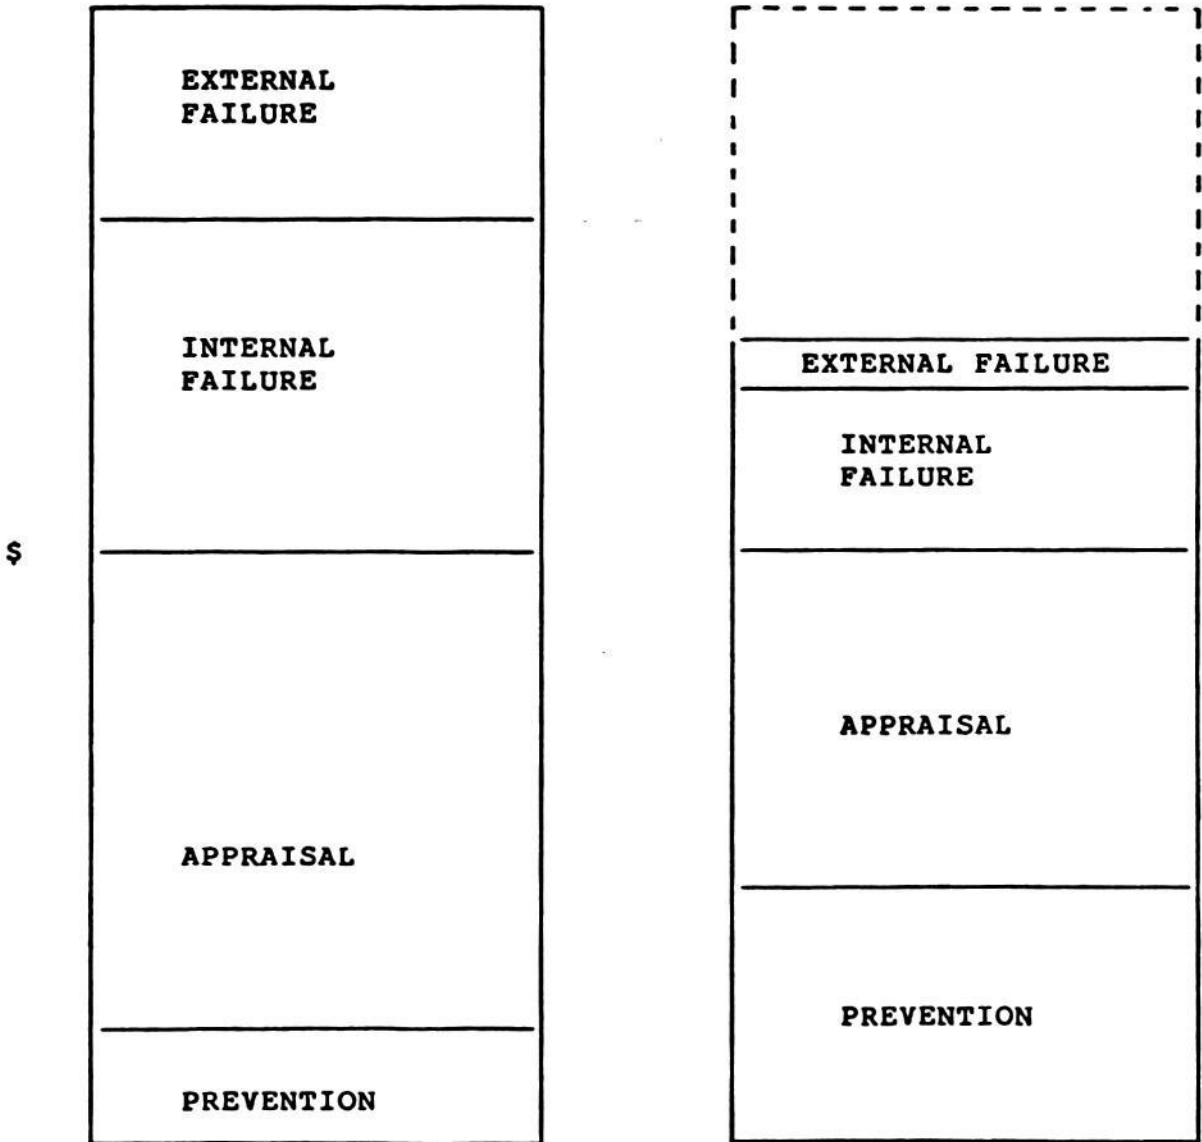 EXTERNAL
FAILURE
INTERNAL
FAILURE
$
APPRAISAL
PREVENTION
EXTERNAL FAILURE
INTERNAL
FAILURE
APPRAISAL
PREVENTION